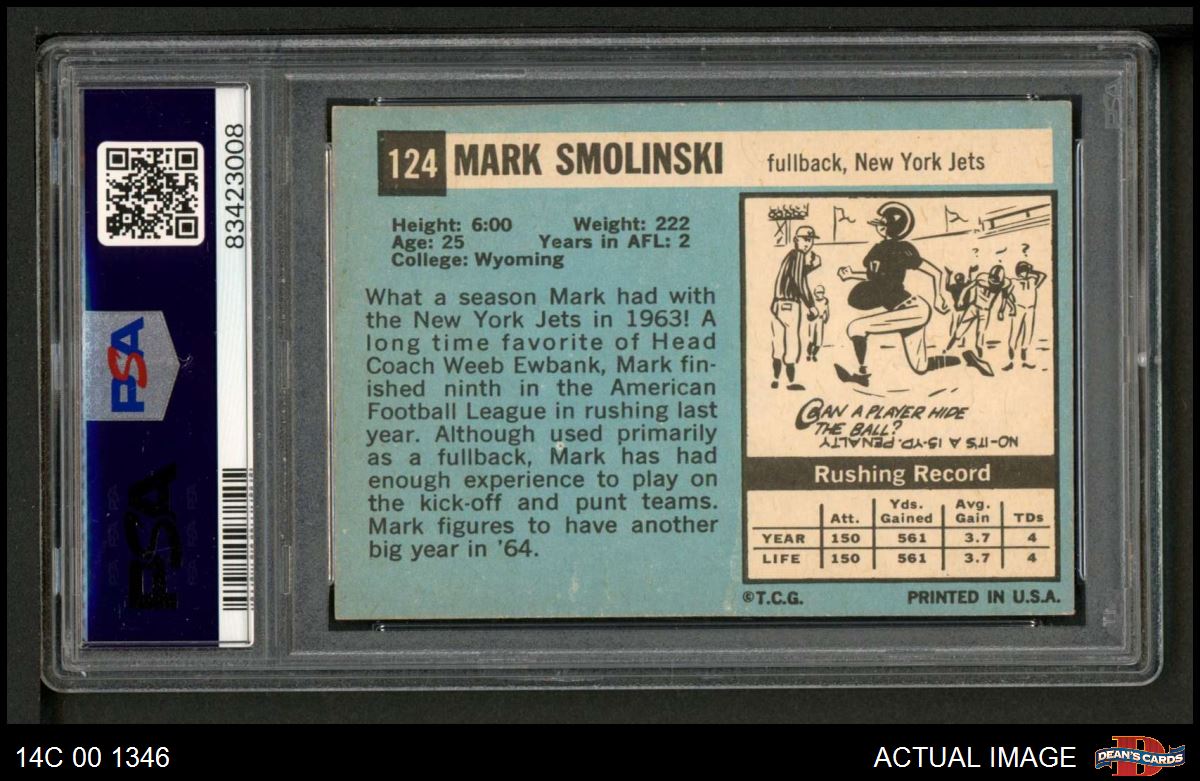 83423008
PSA
PSA
124 MARK SMOLINSKI fullback, New York Jets
Height: 6:00 Weight: 222
Age: 25 Years in AFL: 2
College: Wyoming
What a season Mark had with
the New York Jets in 1963! A
long time favorite of Head
Coach Weeb Ewbank, Mark fin-
ished ninth in the American
Football League in rushing last
year. Although used primarily
as a fullback, Mark has had
enough experience to play on
the kick-off and punt teams.
Mark figures to have another
big year in '64.
17
CAN A PLAYER HIDE
THE BALL?
NO-IT'S A 15-YD. PENALTY
Rushing Record
Att. Yds. Gained Avg. Gain TDs
YEAR 150 561 3.7 4
LIFE 150 561 3.7 4
©T.C.G. PRINTED IN U.S.A.
14C 00 1346
ACTUAL IMAGE
DEAN'S CARDS